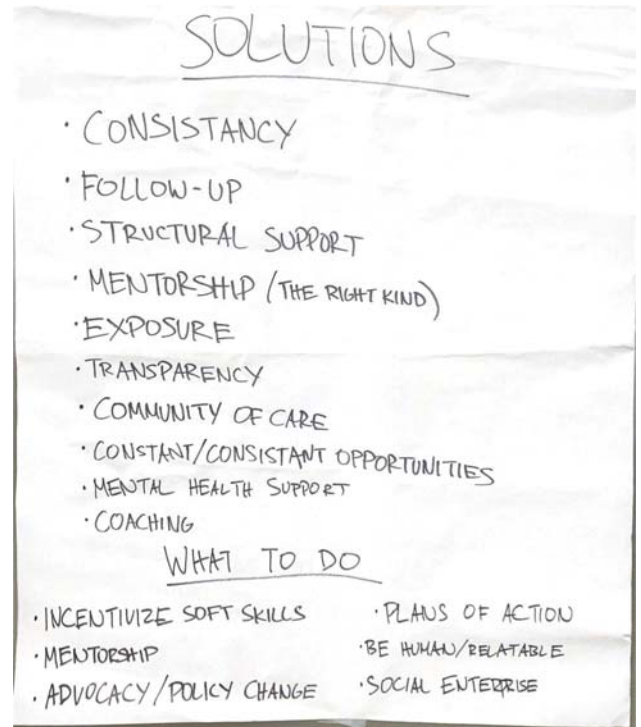 SOLUTIONS
· CONSISTANCY
· FOLLOW-UP
· STRUCTURAL SUPPORT
· MENTORSHIP (THE RIGHT KIND)
· EXPOSURE
· TRANSPARENCY
· COMMUNITY OF CARE
· CONSTANT/CONSISTANT OPPORTUNITIES
· MENTAL HEALTH SUPPORT
· COACHING
WHAT TO DO
· INCENTIVIZE SOFT SKILLS
· MENTORSHIP
· ADVOCACY/POLICY CHANGE
· PLANS OF ACTION
· BE HUMAN/RELATABLE
· SOCIAL ENTERPRISE